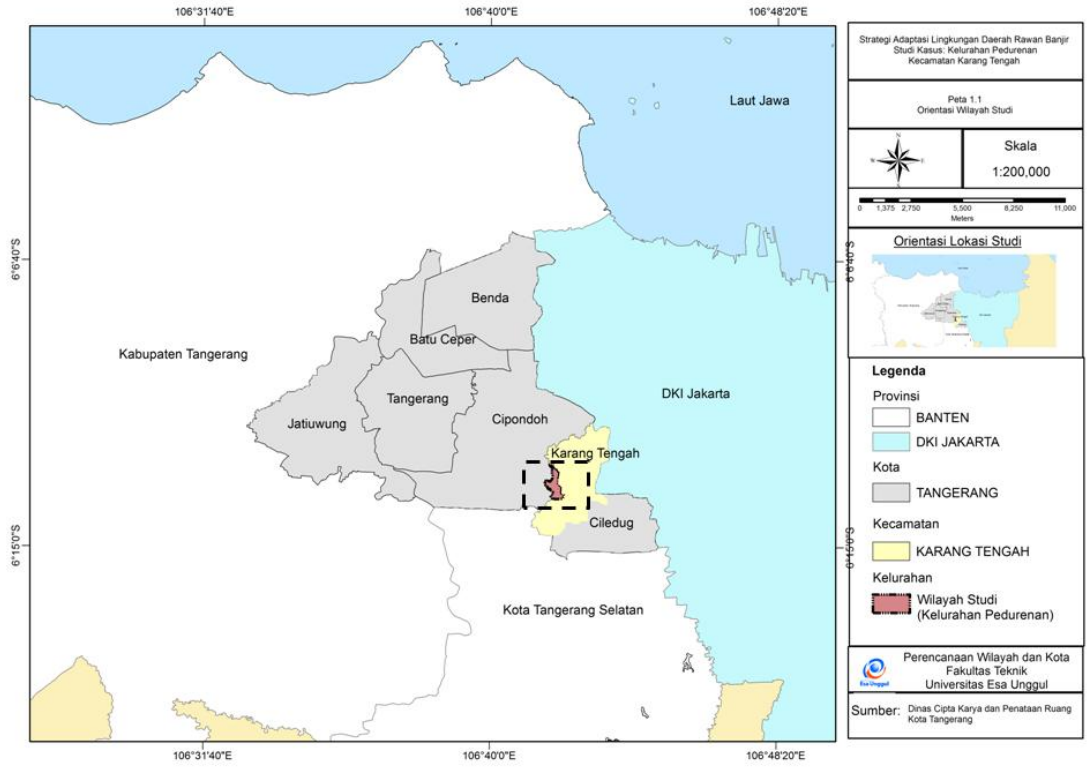 106°31'40"E
106°40'0"E
106°48'20"E
6°6'40"S
6°15'0"S
Laut Jawa
Benda
Batu Ceper
Kabupaten Tangerang
Tangerang
DKI Jakarta
Jatiuwung
Cipondoh
Karang Tengah
Ciledug
Kota Tangerang Selatan
6°6'40"S
6°15'0"S
106°31'40"E
106°40'0"E
106°48'20"E
Strategi Adaptasi Lingkungan Daerah Rawan Banjir
Studi Kasus: Kelurahan Pedurenan
Kecamatan Karang Tengah
Peta 1.1
Orientasi Wilayah Studi
N
W
E
S
Skala
1:200,000
0 1,375 2,750 5,500 8,250 11,000
Meters
Orientasi Lokasi Studi
Legenda
Provinsi
BANTEN
DKI JAKARTA
Kota
TANGERANG
Kecamatan
KARANG TENGAH
Kelurahan
Wilayah Studi
(Kelurahan Pedurenan)
Esa Unggul
Perencanaan Wilayah dan Kota
Fakultas Teknik
Universitas Esa Unggul
Sumber: Dinas Cipta Karya dan Penataan Ruang
Kota Tangerang